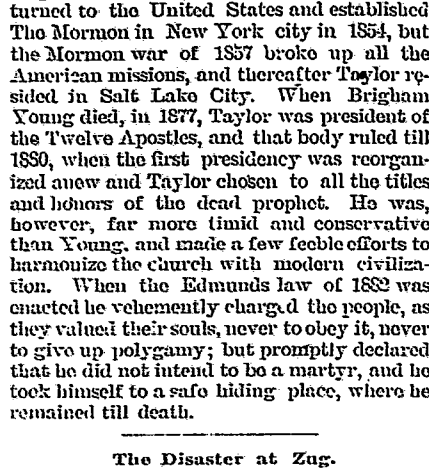 turned to the United States and established
The Mormon in New York city in 1854, but
the Mormon war of 1857 broke up all the
American missions, and thereafter Taylor re-
sided in Salt Lake City. When Brigham
Young died, in 1877, Taylor was president of
the Twelve Apostles, and that body ruled till
1880, when the first presidency was reorgan-
ized anew and Taylor chosen to all the titles
and honors of the dead prophet. He was,
however, far more timid and conservative
than Young, and made a few feeble efforts to
harmonize the church with modern civiliza-
tion. When the Edmunds law of 1882 was
enacted he vehemently charged the people, as
they valued their souls, never to obey it, never
to give up polygamy; but promptly declared
that he did not intend to be a martyr, and he
took himself to a safe hiding place, where he
remained till death.
The Disaster at Zug.